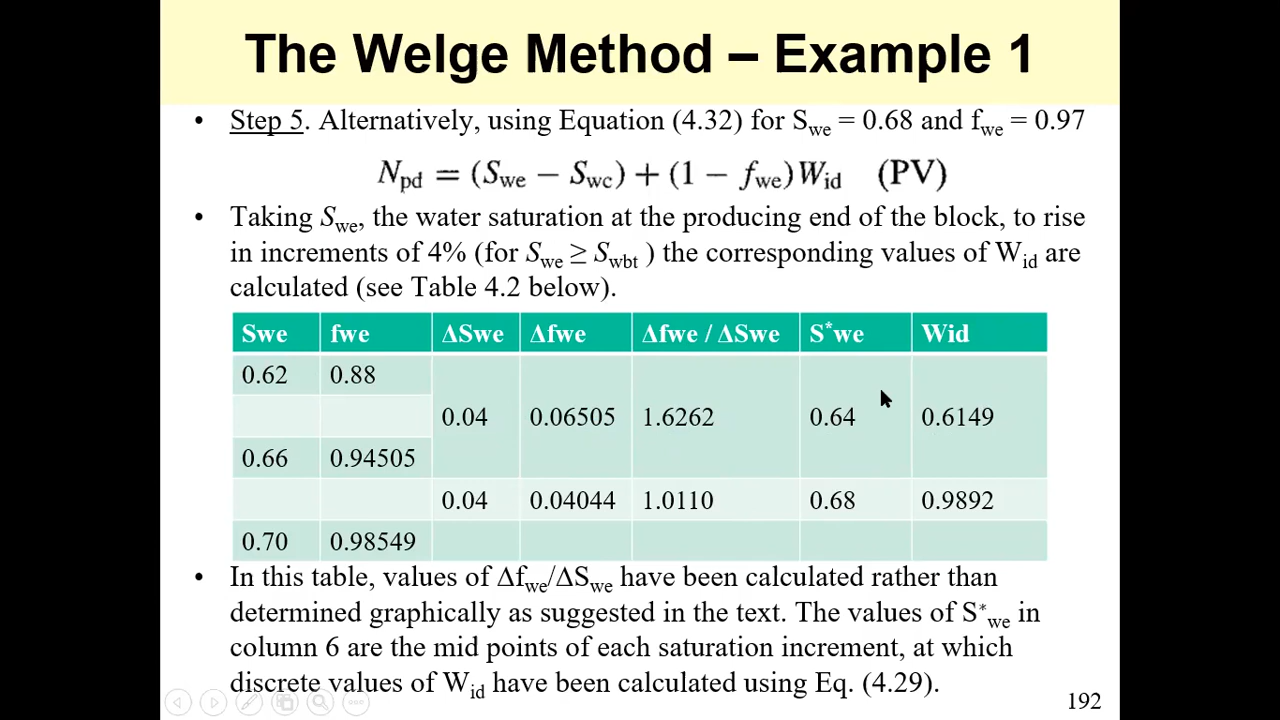 The Welge Method – Example 1
• Step 5. Alternatively, using Equation (4.32) for Swe = 0.68 and fwe = 0.97
Npd = (Swe − Swc) + (1 − fwe)Wid (PV)
• Taking Swe, the water saturation at the producing end of the block, to rise
in increments of 4% (for Swe ≥ Swbt ) the corresponding values of Wid are
calculated (see Table 4.2 below).
Swe fwe ΔSwe Δfwe Δfwe / ΔSwe S*we Wid
0.62 0.88
0.04 0.06505 1.6262 0.64 0.6149
0.66 0.94505
0.04 0.04044 1.0110 0.68 0.9892
0.70 0.98549
• In this table, values of Δfwe/ΔSwe have been calculated rather than
determined graphically as suggested in the text. The values of S*we in
column 6 are the mid points of each saturation increment, at which
discrete values of Wid have been calculated using Eq. (4.29).
192